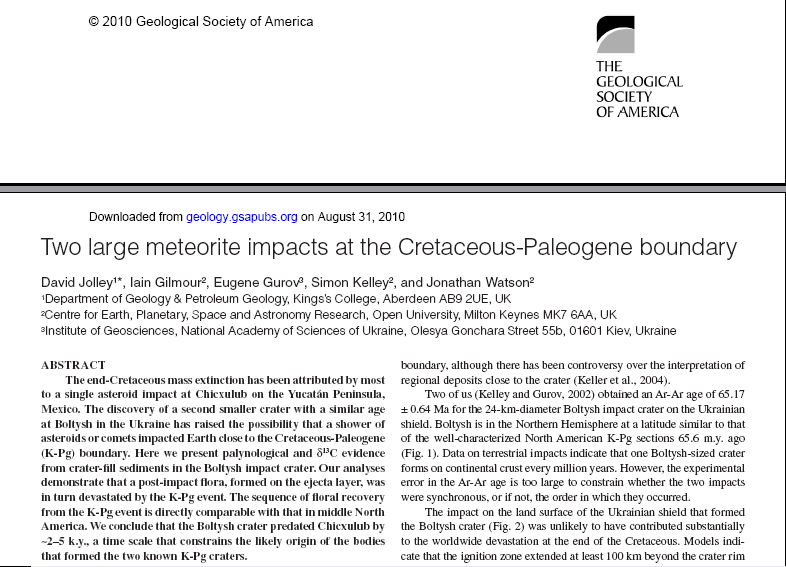 © 2010 Geological Society of America
THE
GEOLOGICAL
SOCIETY
OF AMERICA
Downloaded from geology.gsapubs.org on August 31, 2010
Two large meteorite impacts at the Cretaceous-Paleogene boundary
David Jolley¹*, Iain Gilmour², Eugene Gurov³, Simon Kelley², and Jonathan Watson²
¹Department of Geology & Petroleum Geology, Kings's College, Aberdeen AB9 2UE, UK
²Centre for Earth, Planetary, Space and Astronomy Research, Open University, Milton Keynes MK7 6AA, UK
³Institute of Geosciences, National Academy of Sciences of Ukraine, Olesya Gonchara Street 55b, 01601 Kiev, Ukraine
ABSTRACT
The end-Cretaceous mass extinction has been attributed by most
to a single asteroid impact at Chicxulub on the Yucatán Peninsula,
Mexico. The discovery of a second smaller crater with a similar age
at Boltysh in the Ukraine has raised the possibility that a shower of
asteroids or comets impacted Earth close to the Cretaceous-Paleogene
(K-Pg) boundary. Here we present palynological and δ¹³C evidence
from crater-fill sediments in the Boltysh impact crater. Our analyses
demonstrate that a post-impact flora, formed on the ejecta layer, was
in turn devastated by the K-Pg event. The sequence of floral recovery
from the K-Pg event is directly comparable with that in middle North
America. We conclude that the Boltysh crater predated Chicxulub by
~2–5 k.y., a time scale that constrains the likely origin of the bodies
that formed the two known K-Pg craters.
boundary, although there has been controversy over the interpretation of
regional deposits close to the crater (Keller et al., 2004).
Two of us (Kelley and Gurov, 2002) obtained an Ar-Ar age of 65.17
± 0.64 Ma for the 24-km-diameter Boltysh impact crater on the Ukrainian
shield. Boltysh is in the Northern Hemisphere at a latitude similar to that
of the well-characterized North American K-Pg sections 65.6 m.y. ago
(Fig. 1). Data on terrestrial impacts indicate that one Boltysh-sized crater
forms on continental crust every million years. However, the experimental
error in the Ar-Ar age is too large to constrain whether the two impacts
were synchronous, or if not, the order in which they occurred.
The impact on the land surface of the Ukrainian shield that formed
the Boltysh crater (Fig. 2) was unlikely to have contributed substantially
to the worldwide devastation at the end of the Cretaceous. Models indi-
cate that the ignition zone extended at least 100 km beyond the crater rim